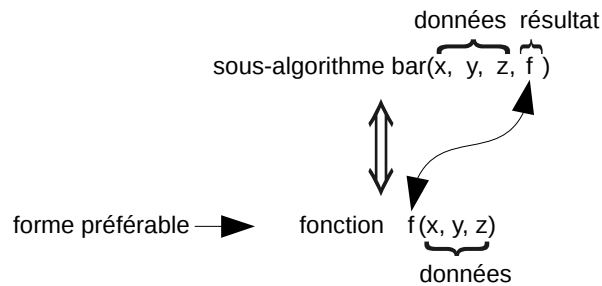 données résultat
sous-algorithme bar(x, y, z, f )
forme préférable fonction f (x, y, z)
données